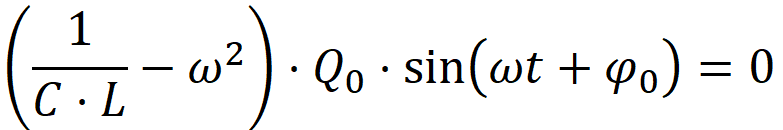 (1/(C · L) − ω²) · Q₀ · sin(ωt + φ₀) = 0